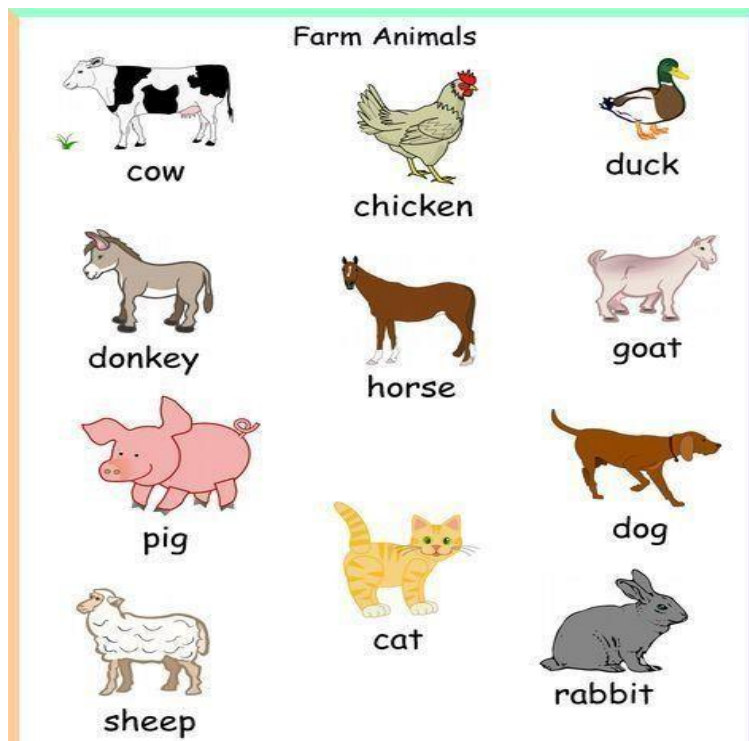 Farm Animals
cow
chicken
duck
donkey
horse
goat
pig
cat
dog
sheep
rabbit